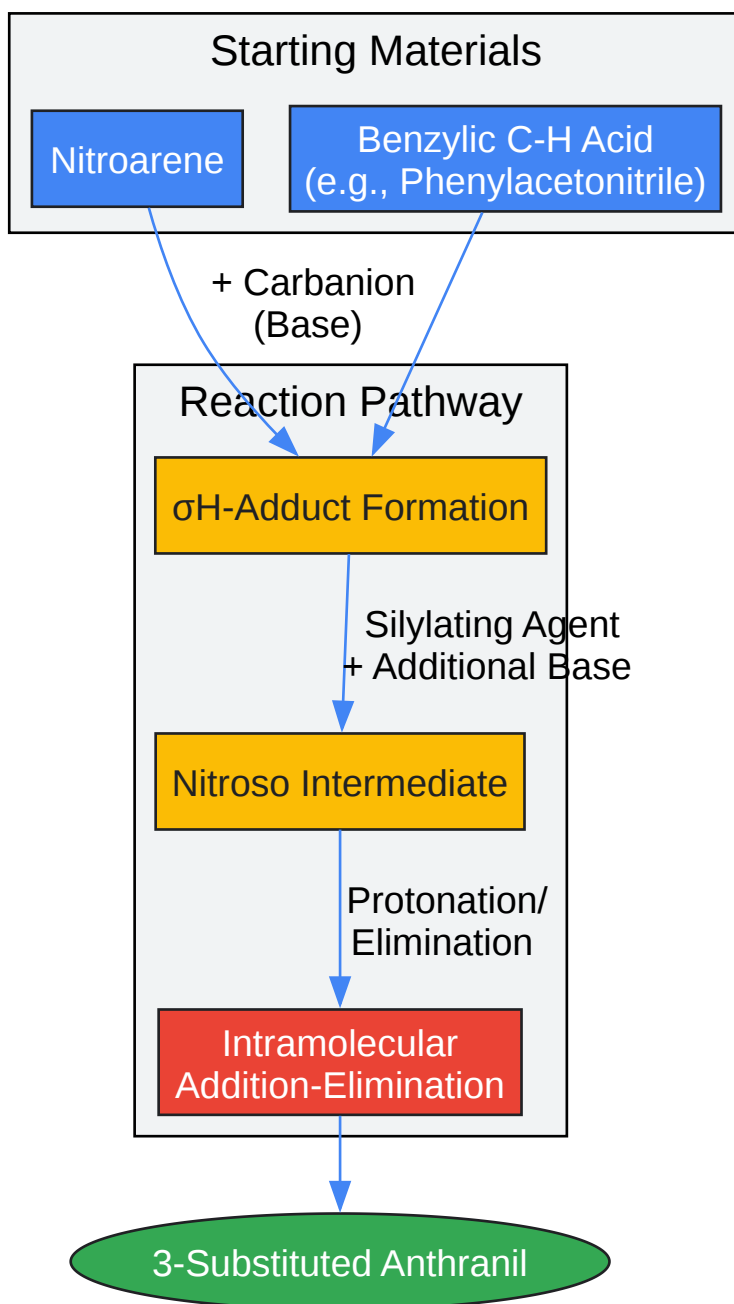 Starting Materials
Nitroarene
Benzylic C-H Acid
(e.g., Phenylacetonitrile)
+ Carbanion
(Base)
Reaction Pathway
σH-Adduct Formation
Silylating Agent
+ Additional Base
Nitroso Intermediate
Protonation/
Elimination
Intramolecular
Addition-Elimination
3-Substituted Anthranil